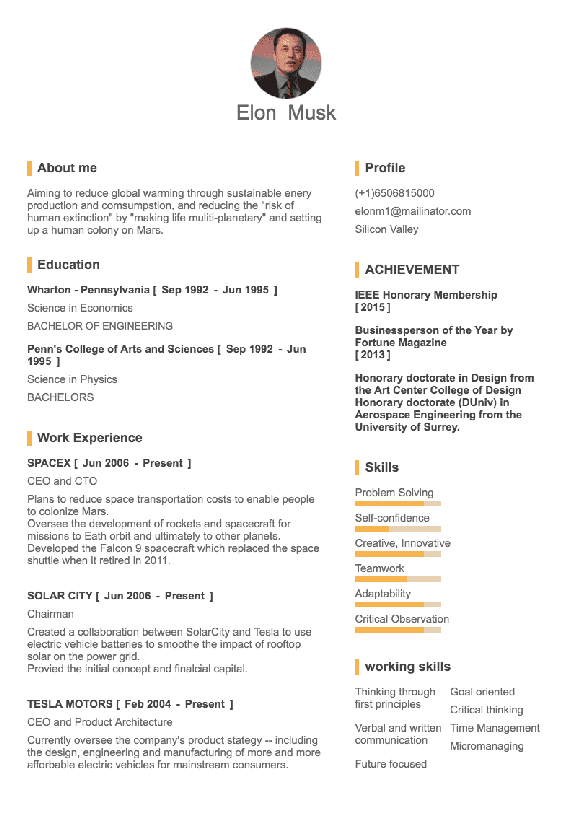 Elon Musk
About me
Aiming to reduce global warming through sustainable enery
production and comsumpstion, and reducing the "risk of
human extinction" by "making life muliti-planetary" and setting
up a human colony on Mars.
Education
Wharton - Pennsylvania [ Sep 1992 - Jun 1995 ]
Science in Economics
BACHELOR OF ENGINEERING
Penn's College of Arts and Sciences [ Sep 1992 - Jun
1995 ]
Science in Physics
BACHELORS
Work Experience
SPACEX [ Jun 2006 - Present ]
CEO and CTO
Plans to reduce space transportation costs to enable people
to colonize Mars.
Oversee the development of rockets and spacecraft for
missions to Eath orbit and ultimately to other planets.
Developed the Falcon 9 spacecraft which replaced the space
shuttle when it retired in 2011.
SOLAR CITY [ Jun 2006 - Present ]
Chairman
Created a collaboration between SolarCity and Tesla to use
electric vehicle batteries to smoothe the impact of rooftop
solar on the power grid.
Provied the initial concept and finalcial capital.
TESLA MOTORS [ Feb 2004 - Present ]
CEO and Product Architecture
Currently oversee the company's product stategy -- including
the design, engineering and manufacturing of more and more
afforbable electric vehicles for mainstream consumers.
Profile
(+1)6506815000
elonm1@mailinator.com
Silicon Valley
ACHIEVEMENT
IEEE Honorary Membership
[ 2015 ]
Businessperson of the Year by
Fortune Magazine
[ 2013 ]
Honorary doctorate in Design from
the Art Center College of Design
Honorary doctorate (DUniv) in
Aerospace Engineering from the
University of Surrey.
Skills
Problem Solving
Self-confidence
Creative, Innovative
Teamwork
Adaptability
Critical Observation
working skills
Thinking through
first principles
Goal oriented
Critical thinking
Verbal and written
communication
Time Management
Micromanaging
Future focused